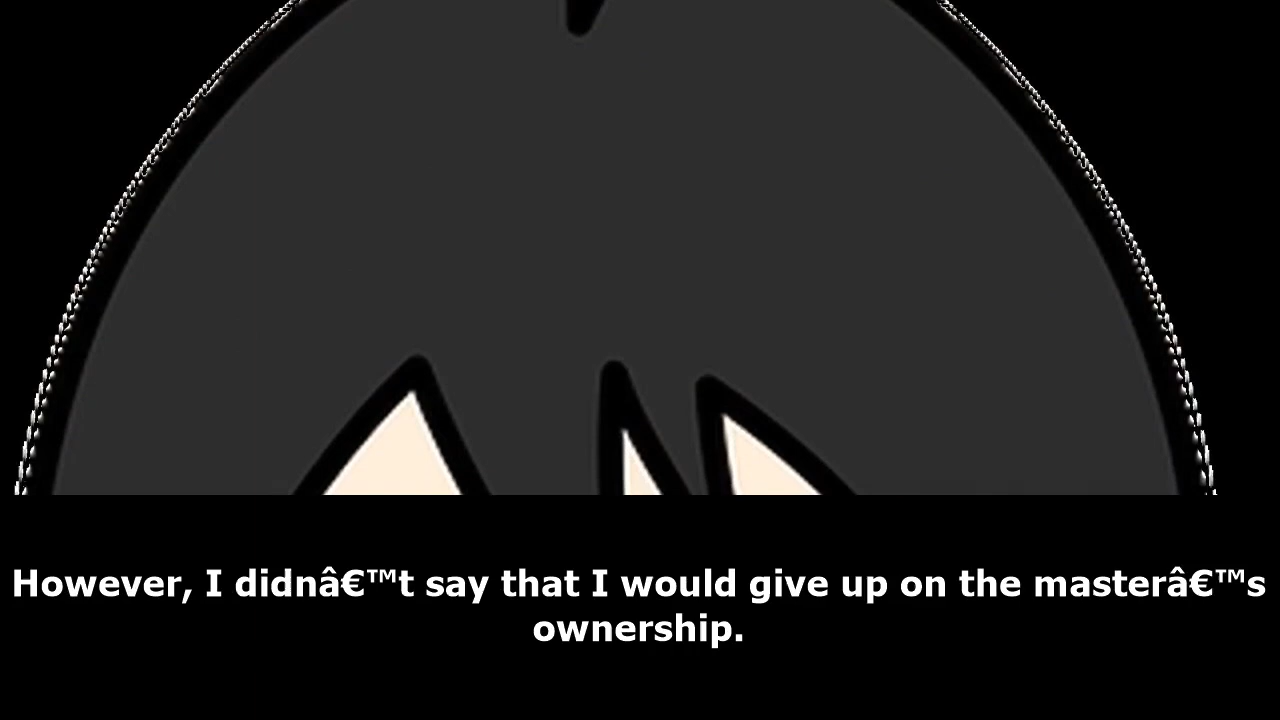 However, I didnâ€™t say that I would give up on the masterâ€™s
ownership.